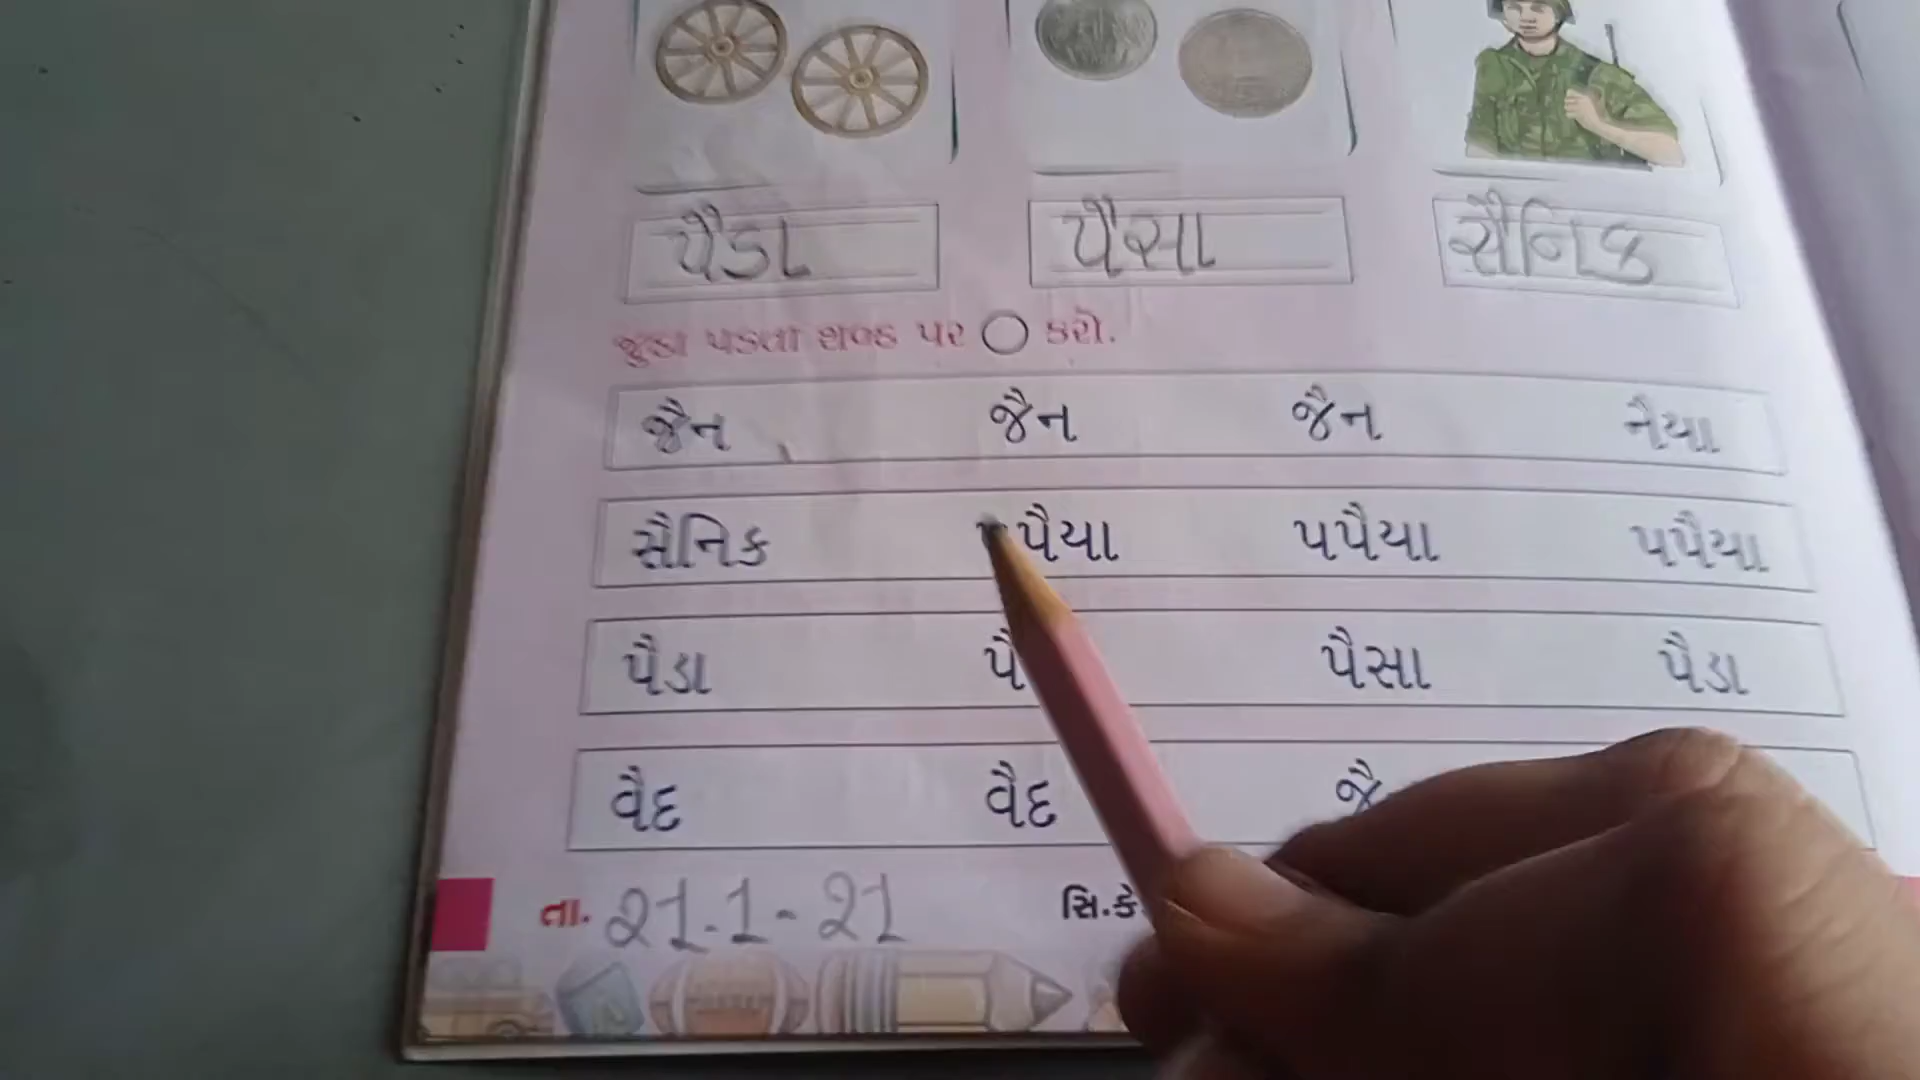 પૈડા પૈસા સૈનિક
જુદા પડતા શબ્દ પર ○ કરો.
જૈન જૈન જૈન નૈયા
સૈનિક પપૈયા પપૈયા પપૈયા
પૈડા પૈસા પૈડા
વૈદ વૈદ
તા. 21.1-21 સિ.કે.